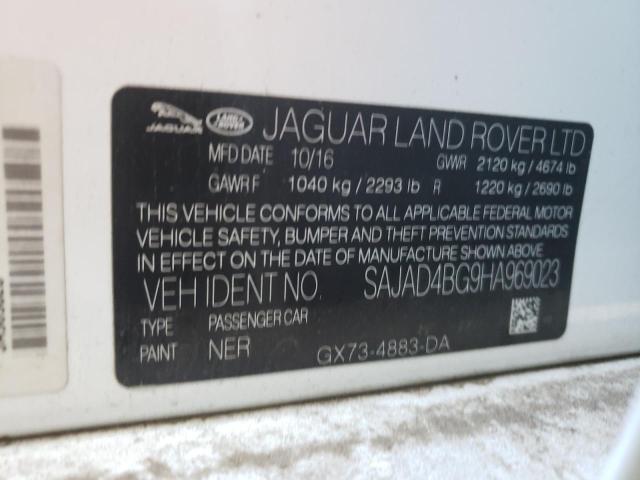 JAGUAR LAND ROVER JAGUAR LAND ROVER LTD
MFD DATE 10/16 GVWR 2120 kg / 4674 lb
GAWR F 1040 kg / 2293 lb R 1220 kg / 2690 lb
THIS VEHICLE CONFORMS TO ALL APPLICABLE FEDERAL MOTOR
VEHICLE SAFETY, BUMPER AND THEFT PREVENTION STANDARDS
IN EFFECT ON THE DATE OF MANUFACTURE SHOWN ABOVE.
VEH IDENT NO. SAJAD4BG9HA969023
TYPE PASSENGER CAR
PAINT NER GX73-4883-DA